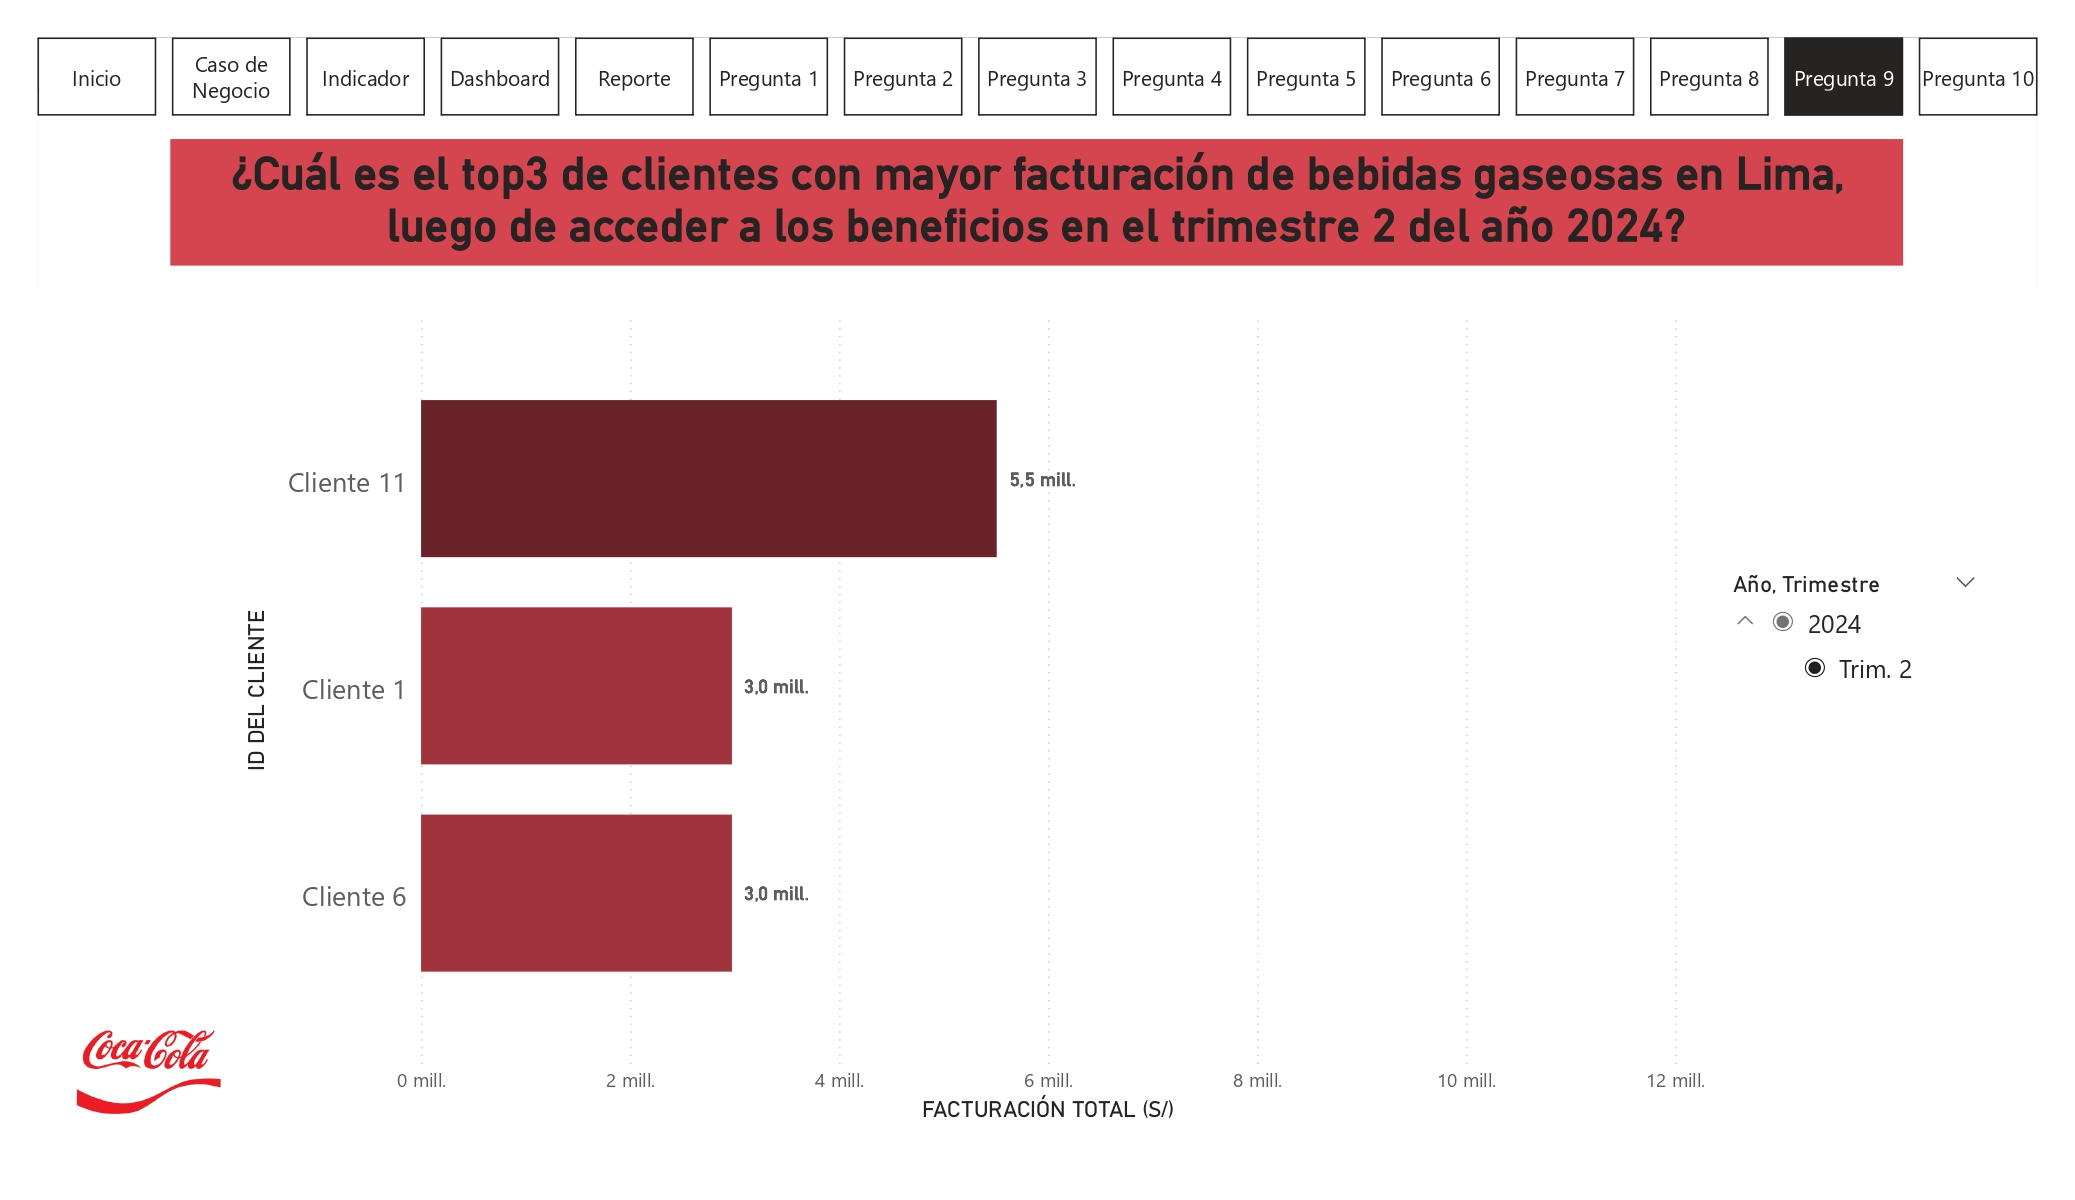 Inicio
Caso de
Negocio
Indicador
Dashboard
Reporte
Pregunta 1
Pregunta 2
Pregunta 3
Pregunta 4
Pregunta 5
Pregunta 6
Pregunta 7
Pregunta 8
Pregunta 9
Pregunta 10
¿Cuál es el top3 de clientes con mayor facturación de bebidas gaseosas en Lima,
luego de acceder a los beneficios en el trimestre 2 del año 2024?
ID DEL CLIENTE
Cliente 11
5,5 mill.
Cliente 1
3,0 mill.
Cliente 6
3,0 mill.
Año, Trimestre
2024
Trim. 2
0 mill.
2 mill.
4 mill.
6 mill.
8 mill.
10 mill.
12 mill.
FACTURACIÓN TOTAL (S/)
Coca-Cola